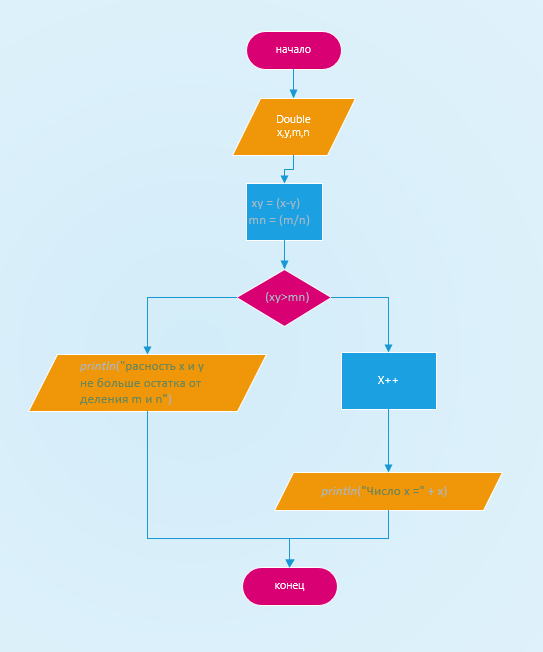 начало
Double
x,y,m,n
xy = (x-y)
mn = (m/n)
(xy>mn)
println("расность x и y
не больше остатка от
деления m и n")
X++
println("Число x =" + x)
конец